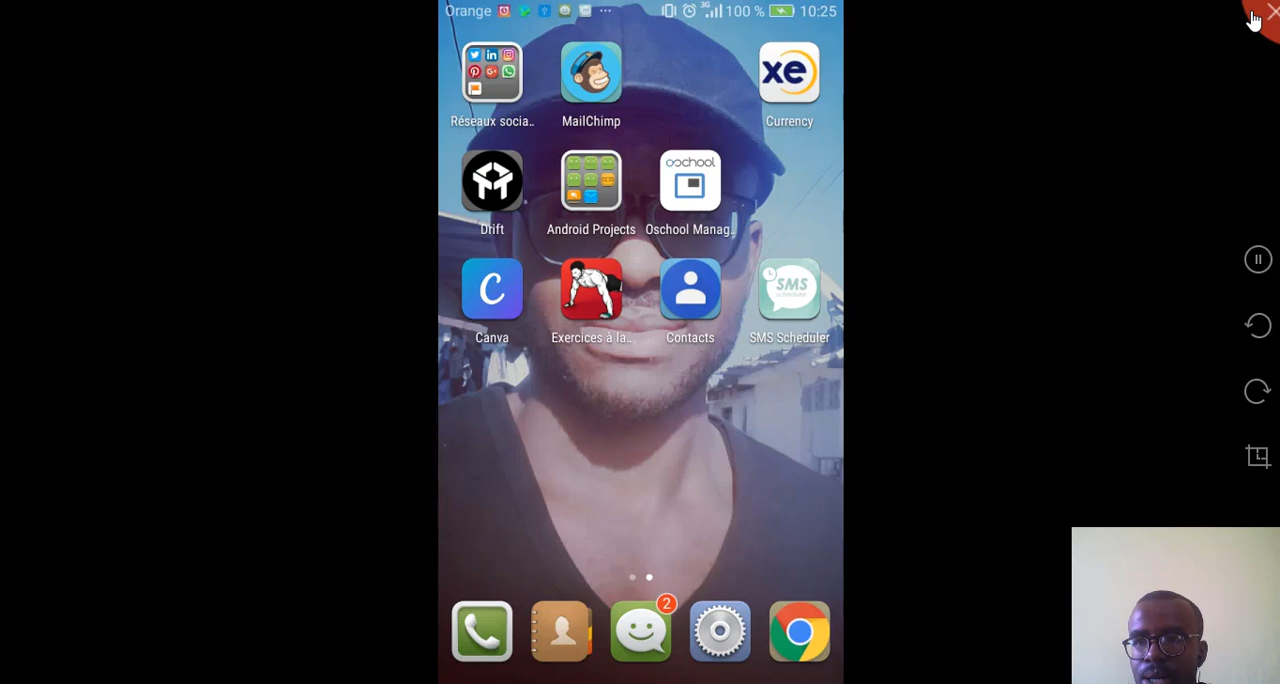 Orange 3G 100 % 10:25
xe
Réseaux socia.. MailChimp Currency
oschool
Drift Android Projects Oschool Manag..
C SMS scheduler
Canva Exercices à la.. Contacts SMS Scheduler
2